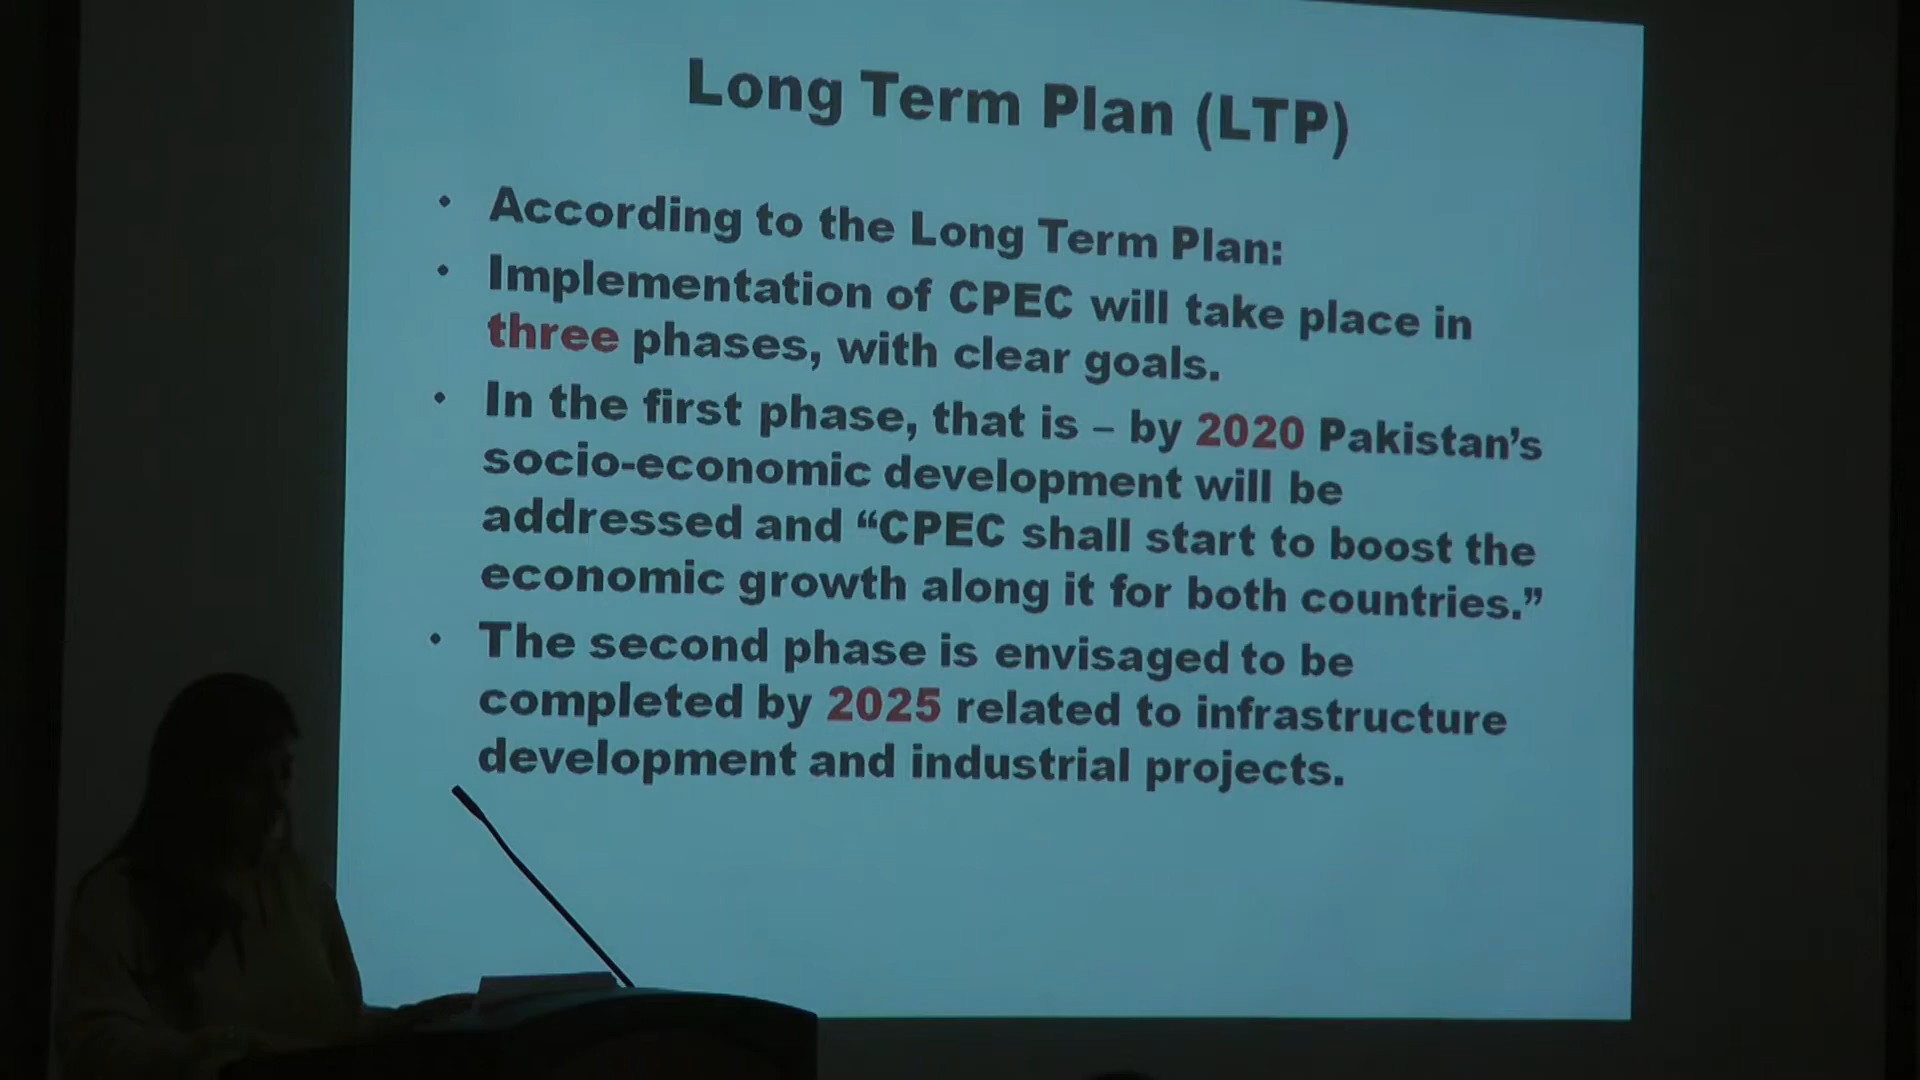 Long Term Plan (LTP)
• According to the Long Term Plan:
• Implementation of CPEC will take place in
three phases, with clear goals.
• In the first phase, that is – by 2020 Pakistan’s
socio-economic development will be
addressed and “CPEC shall start to boost the
economic growth along it for both countries.”
• The second phase is envisaged to be
completed by 2025 related to infrastructure
development and industrial projects.